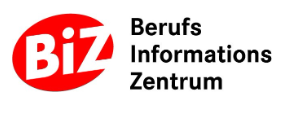 BiZ
Berufs
Informations
Zentrum